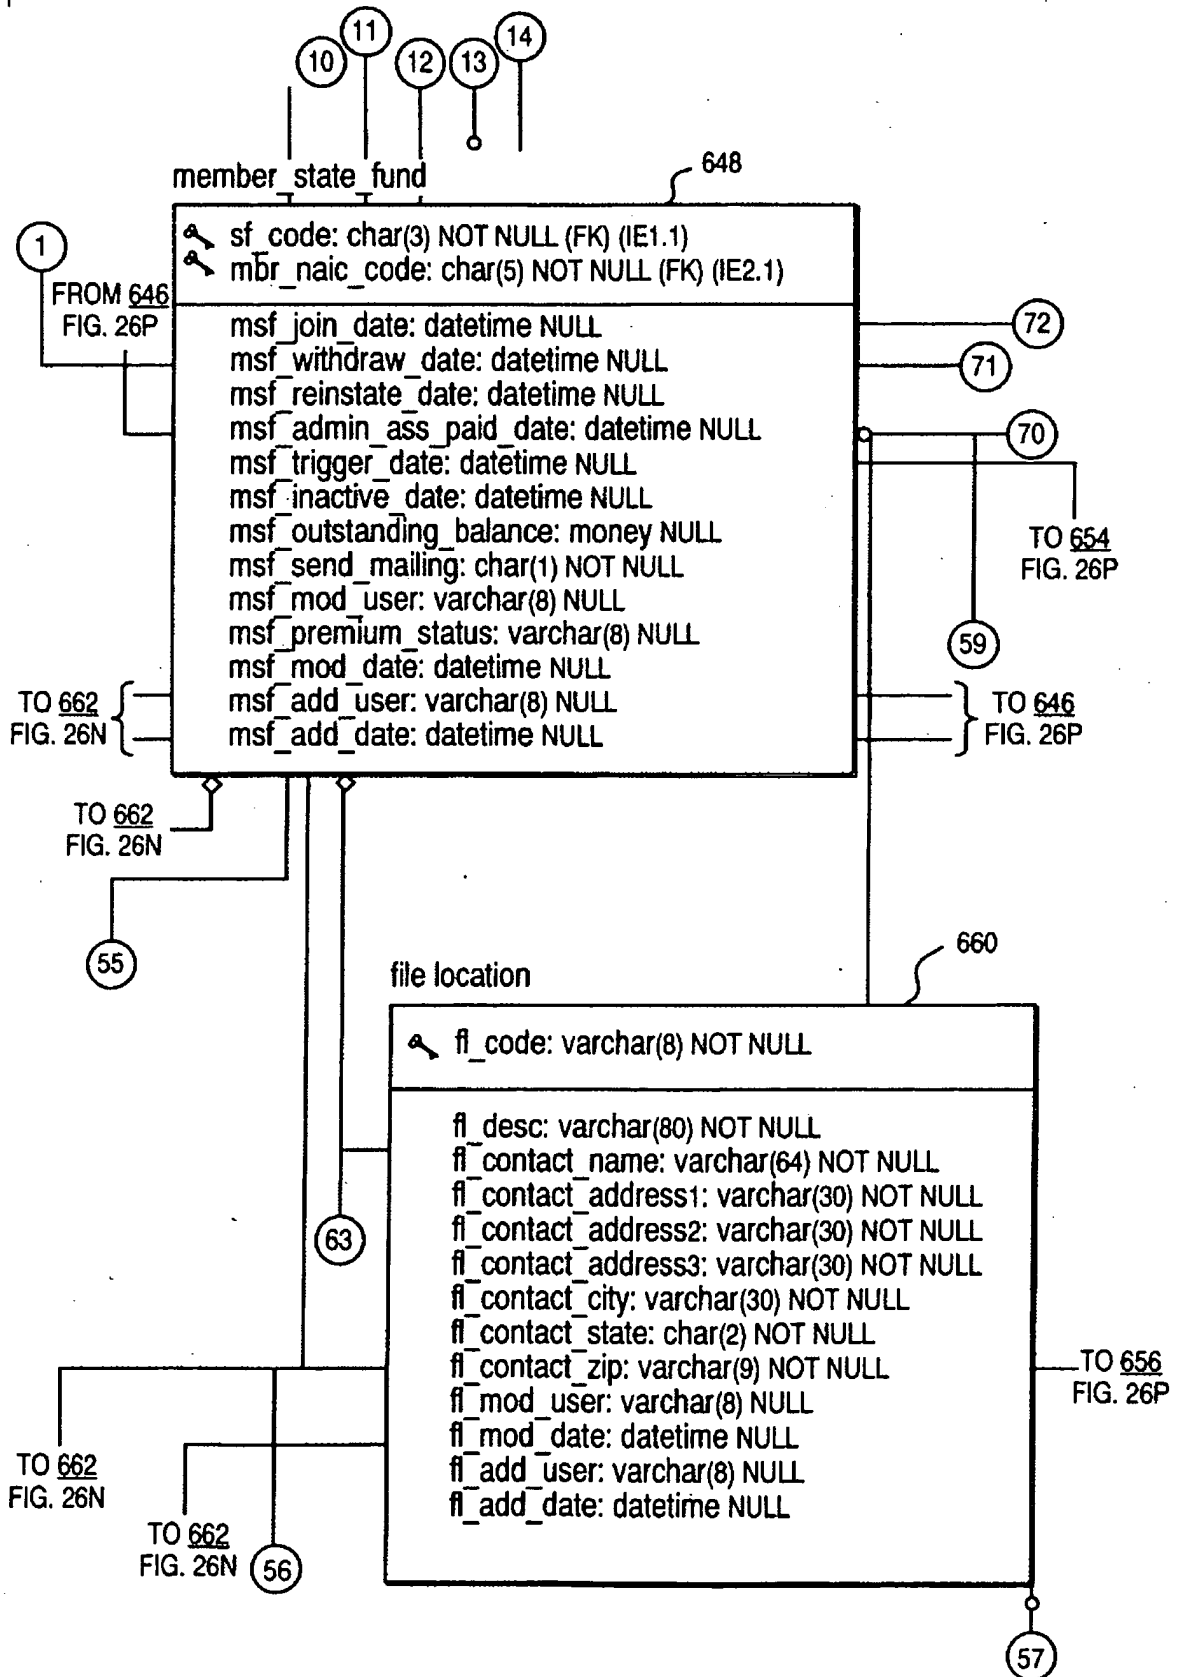 11
14
10
12
13
648
member_state_fund
1
sf_code: char(3) NOT NULL (FK) (IE1.1)
mbr_naic_code: char(5) NOT NULL (FK) (IE2.1)
FROM 646
FIG. 26P
msf_join_date: datetime NULL
msf_withdraw_date: datetime NULL
msf_reinstate_date: datetime NULL
msf_admin_ass_paid_date: datetime NULL
msf_trigger_date: datetime NULL
msf_inactive_date: datetime NULL
msf_outstanding_balance: money NULL
msf_send_mailing: char(1) NOT NULL
msf_mod_user: varchar(8) NULL
msf_premium_status: varchar(8) NULL
msf_mod_date: datetime NULL
msf_add_user: varchar(8) NULL
msf_add_date: datetime NULL
72
71
70
TO 654
FIG. 26P
59
TO 662
FIG. 26N
TO 646
FIG. 26P
TO 662
FIG. 26N
55
660
file location
fl_code: varchar(8) NOT NULL
fl_desc: varchar(80) NOT NULL
fl_contact_name: varchar(64) NOT NULL
fl_contact_address1: varchar(30) NOT NULL
fl_contact_address2: varchar(30) NOT NULL
fl_contact_address3: varchar(30) NOT NULL
fl_contact_city: varchar(30) NOT NULL
fl_contact_state: char(2) NOT NULL
fl_contact_zip: varchar(9) NOT NULL
fl_mod_user: varchar(8) NULL
fl_mod_date: datetime NULL
fl_add_user: varchar(8) NULL
fl_add_date: datetime NULL
63
TO 656
FIG. 26P
TO 662
FIG. 26N
TO 662
FIG. 26N
56
57